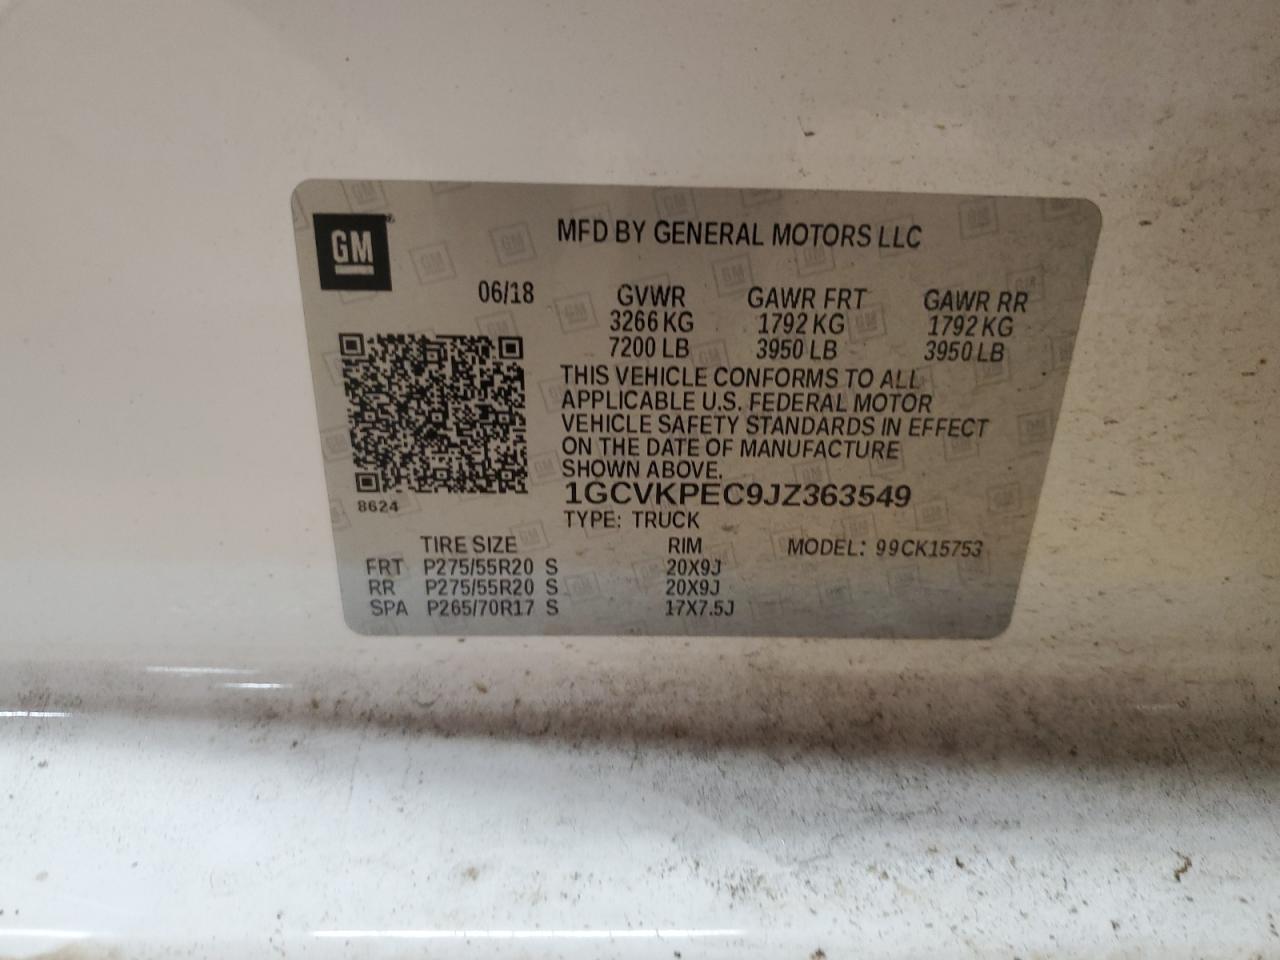 GM
MFD BY GENERAL MOTORS LLC
06/18 GVWR GAWR FRT GAWR RR
3266 KG 1792 KG 1792 KG
7200 LB 3950 LB 3950 LB
THIS VEHICLE CONFORMS TO ALL
APPLICABLE U.S. FEDERAL MOTOR
VEHICLE SAFETY STANDARDS IN EFFECT
ON THE DATE OF MANUFACTURE
SHOWN ABOVE.
1GCVKPEC9JZ363549
8624
TYPE: TRUCK
TIRE SIZE RIM MODEL: 99CK15753
FRT P275/55R20 S 20X9J
RR P275/55R20 S 20X9J
SPA P265/70R17 S 17X7.5J